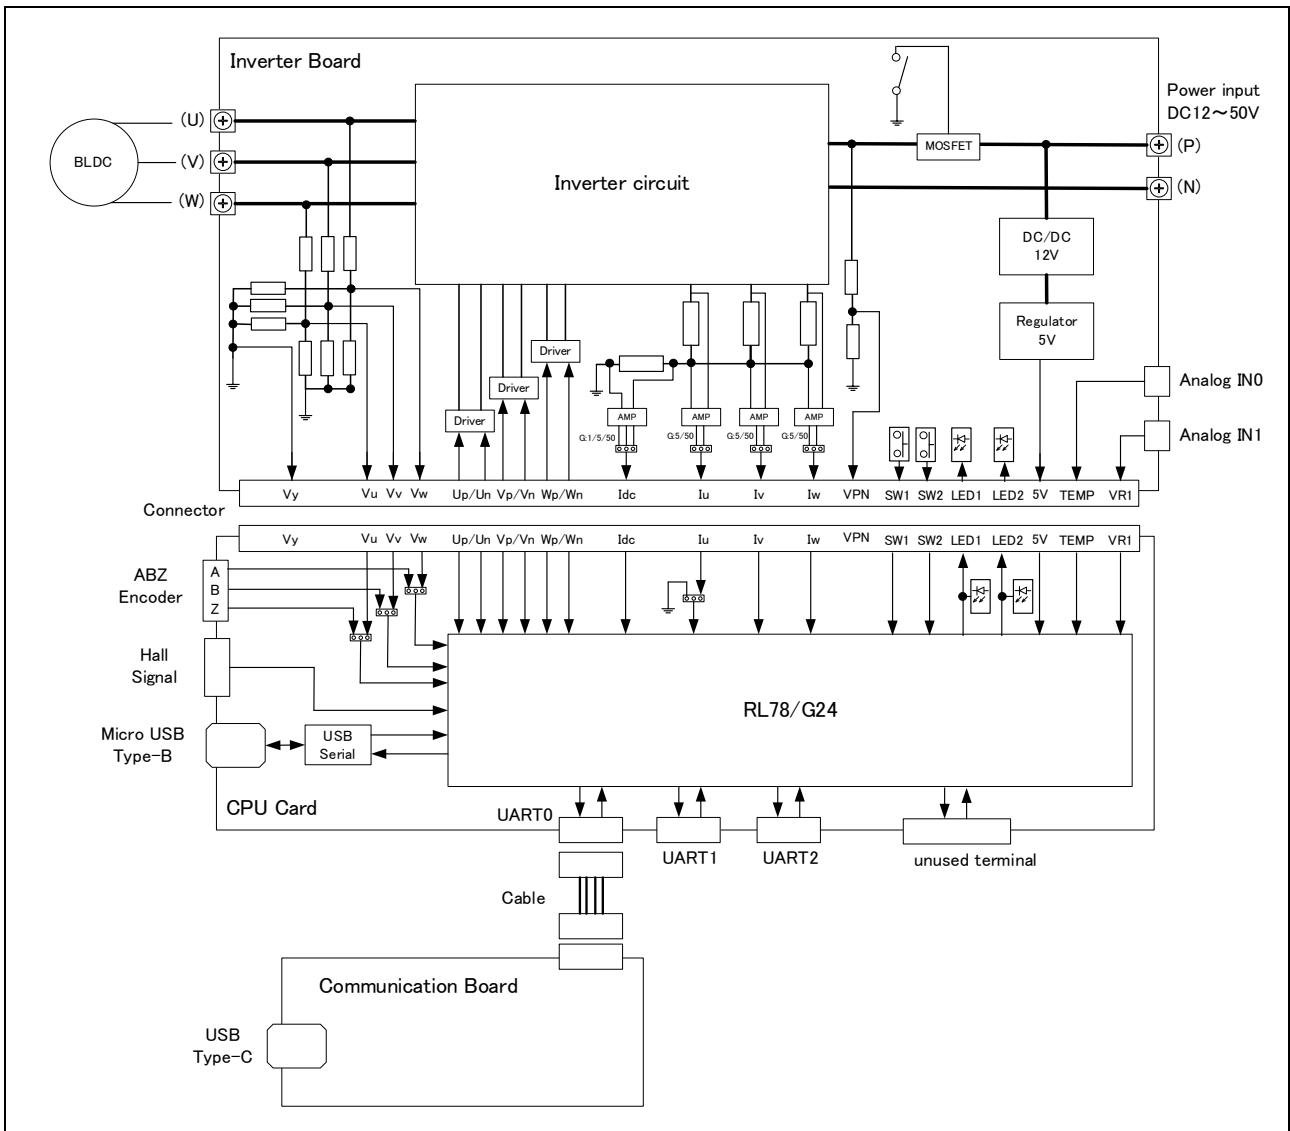 Inverter Board
Power input
DC12～50V
(U)
BLDC
(V)
(W)
Inverter circuit
MOSFET
(P)
(N)
DC/DC
12V
Regulator
5V
Driver
Driver
Driver
Analog IN0
Analog IN1
AMP
AMP
AMP
AMP
G:1/5/50
G:5/50
G:5/50
G:5/50
Vy Vu Vv Vw Up/Un Vp/Vn Wp/Wn Idc Iu Iv Iw VPN SW1 SW2 LED1 LED2 5V TEMP VR1
Connector
Vy Vu Vv Vw Up/Un Vp/Vn Wp/Wn Idc Iu Iv Iw VPN SW1 SW2 LED1 LED2 5V TEMP VR1
ABZ
Encoder
A
B
Z
Hall
Signal
RL78/G24
Micro USB
Type-B
USB
Serial
CPU Card
UART0
UART1
UART2
unused terminal
Cable
Communication Board
USB
Type-C